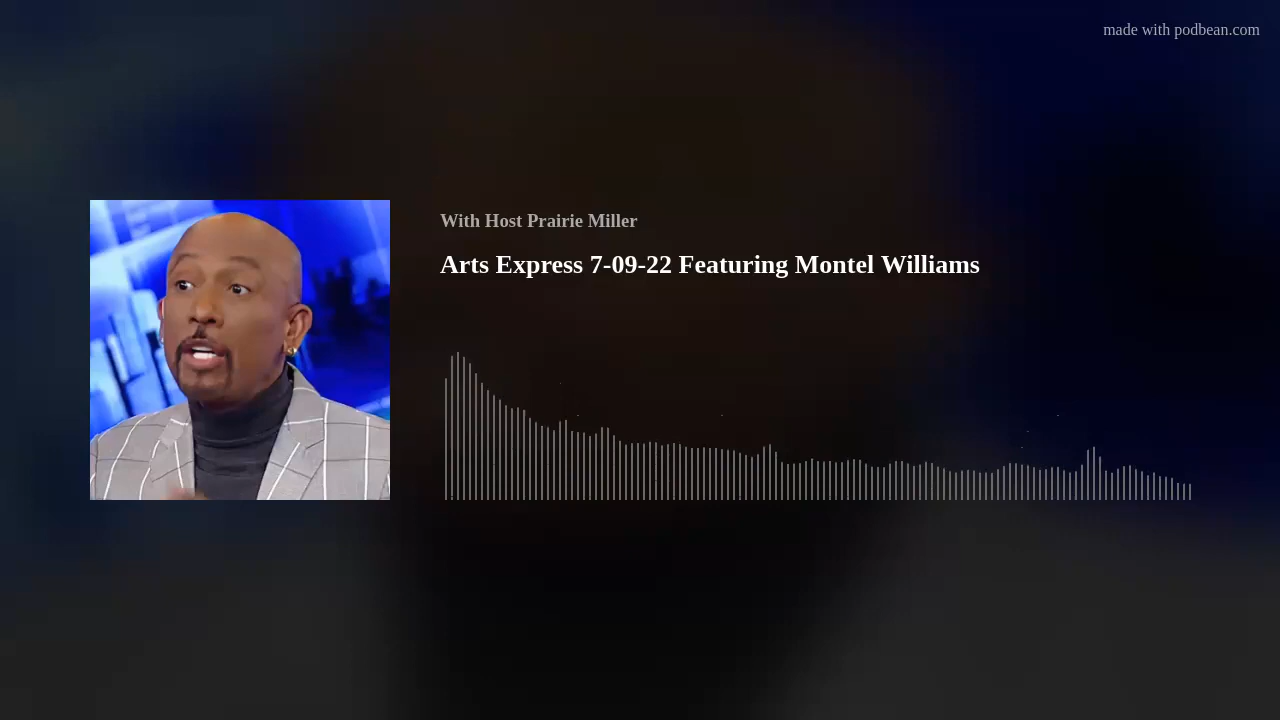 made with podbean.com
With Host Prairie Miller
Arts Express 7-09-22 Featuring Montel Williams